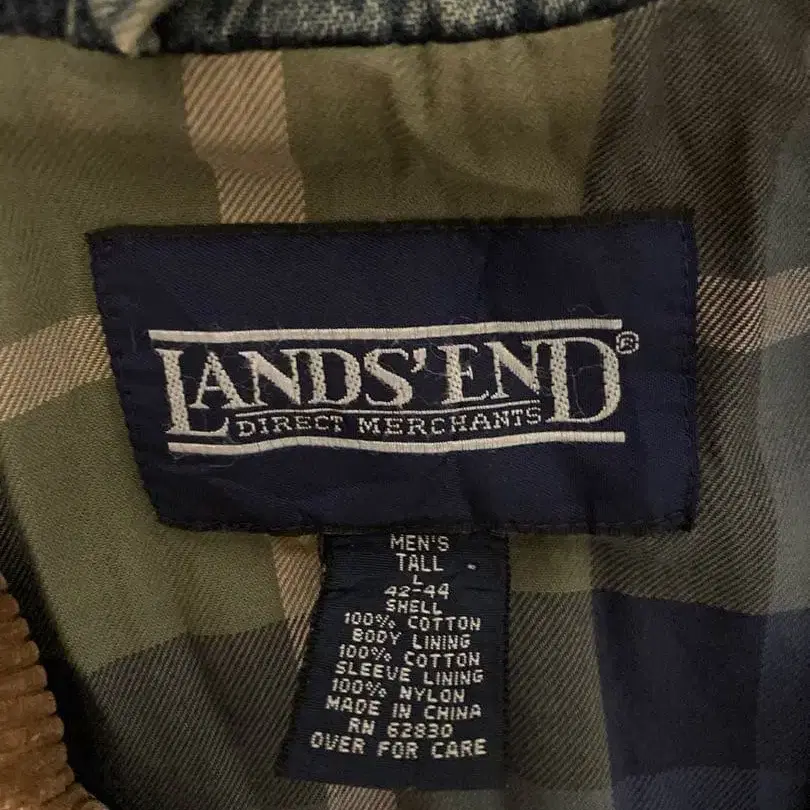 LANDS' END®
DIRECT MERCHANTS
MEN'S
TALL
L
42-44
SHELL
100% COTTON
BODY LINING
100% COTTON
SLEEVE LINING
100% NYLON
MADE IN CHINA
RN 62830
OVER FOR CARE